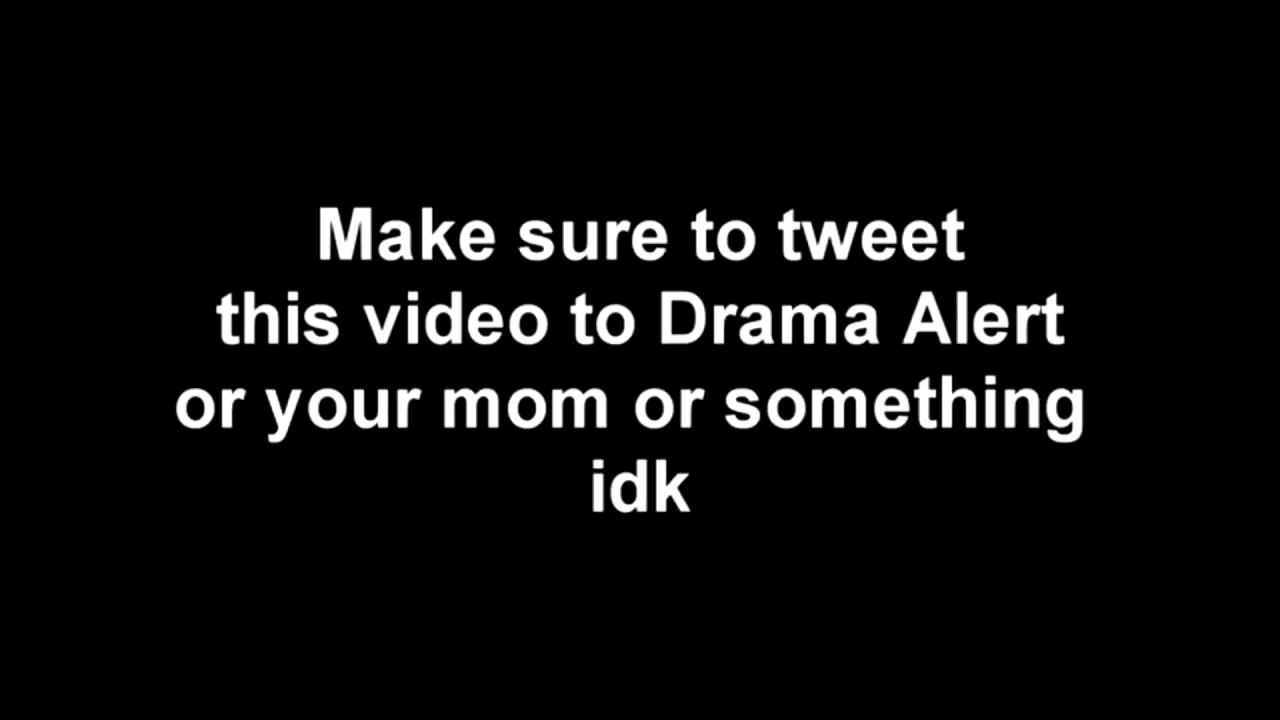 Make sure to tweet
this video to Drama Alert
or your mom or something
idk